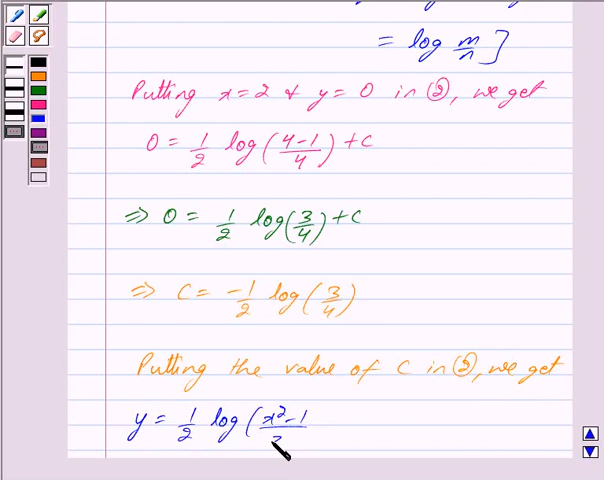 = log m/n ]
Putting x=2 & y=0 in ②, we get
0 = 1/2 log(4-1/4) + C
=> 0 = 1/2 log(3/4) + C
=> C = -1/2 log(3/4)
Putting the value of C in ②, we get
y = 1/2 log(x²-1